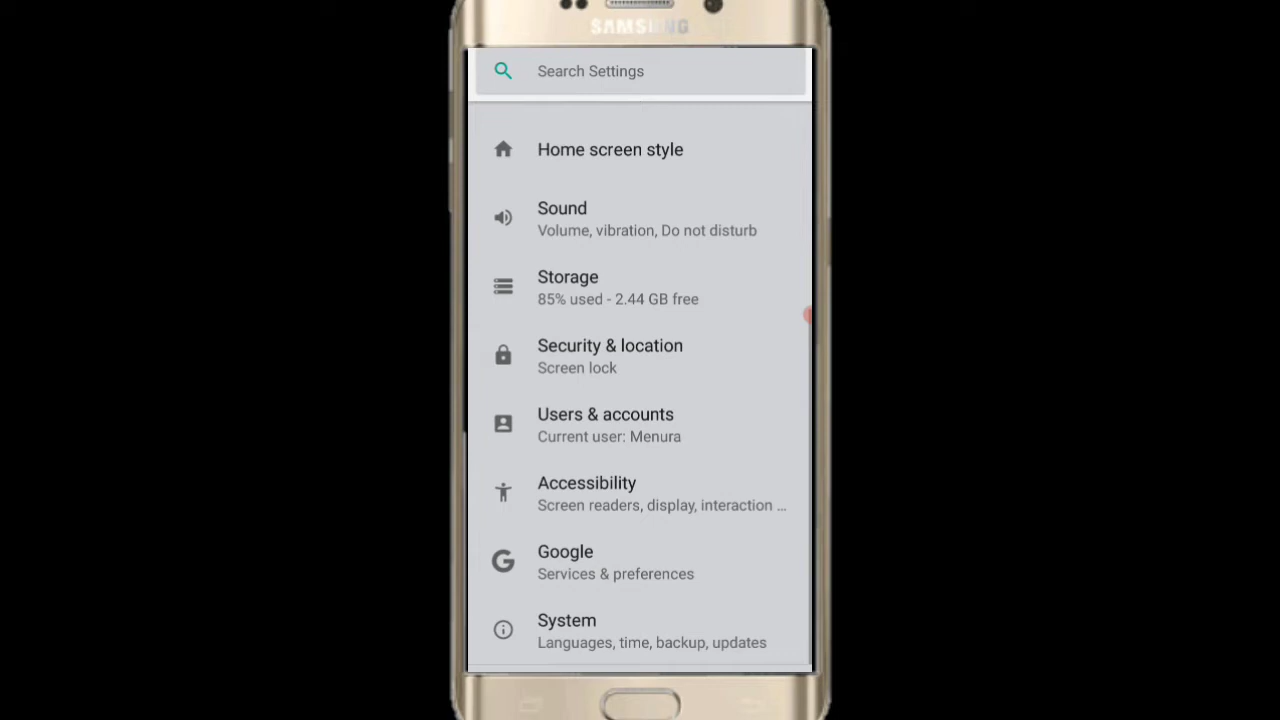 SAMSUNG
Search Settings
Home screen style
Sound
Volume, vibration, Do not disturb
Storage
85% used - 2.44 GB free
Security & location
Screen lock
Users & accounts
Current user: Menura
Accessibility
Screen readers, display, interaction …
Google
Services & preferences
System
Languages, time, backup, updates